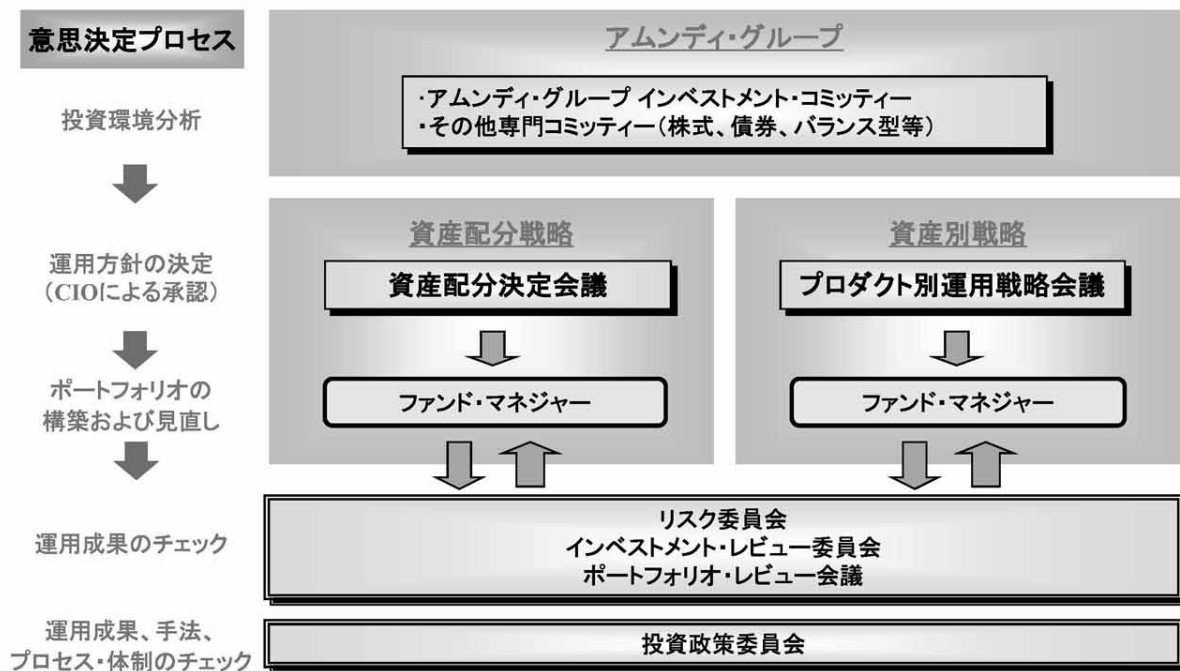 意思決定プロセス
アムンディ・グループ
投資環境分析
・アムンディ・グループ インベストメント・コミッティー
・その他専門コミッティー（株式、債券、バランス型等）
運用方針の決定
（CIOによる承認）
資産配分戦略
資産配分決定会議
資産別戦略
プロダクト別運用戦略会議
ポートフォリオの
構築および見直し
ファンド・マネジャー
ファンド・マネジャー
運用成果のチェック
リスク委員会
インベストメント・レビュー委員会
ポートフォリオ・レビュー会議
運用成果、手法、
プロセス・体制のチェック
投資政策委員会